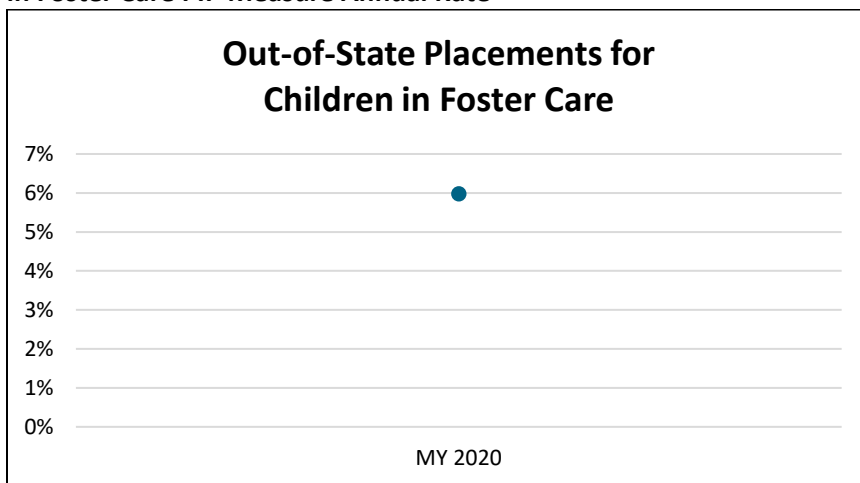 Out-of-State Placements for
Children in Foster Care
7%
6%
5%
4%
3%
2%
1%
0%
MY 2020